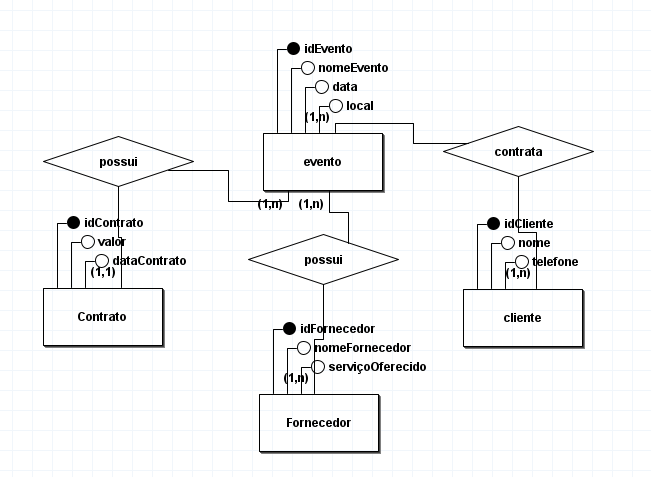 idEvento
nomeEvento
data
local
(1,n)
evento
contrata
possui
(1,n)
(1,n)
idContrato
valor
dataContrato
(1,1)
Contrato
possui
idCliente
nome
telefone
(1,n)
cliente
idFornecedor
nomeFornecedor
serviçoOferecido
(1,n)
Fornecedor